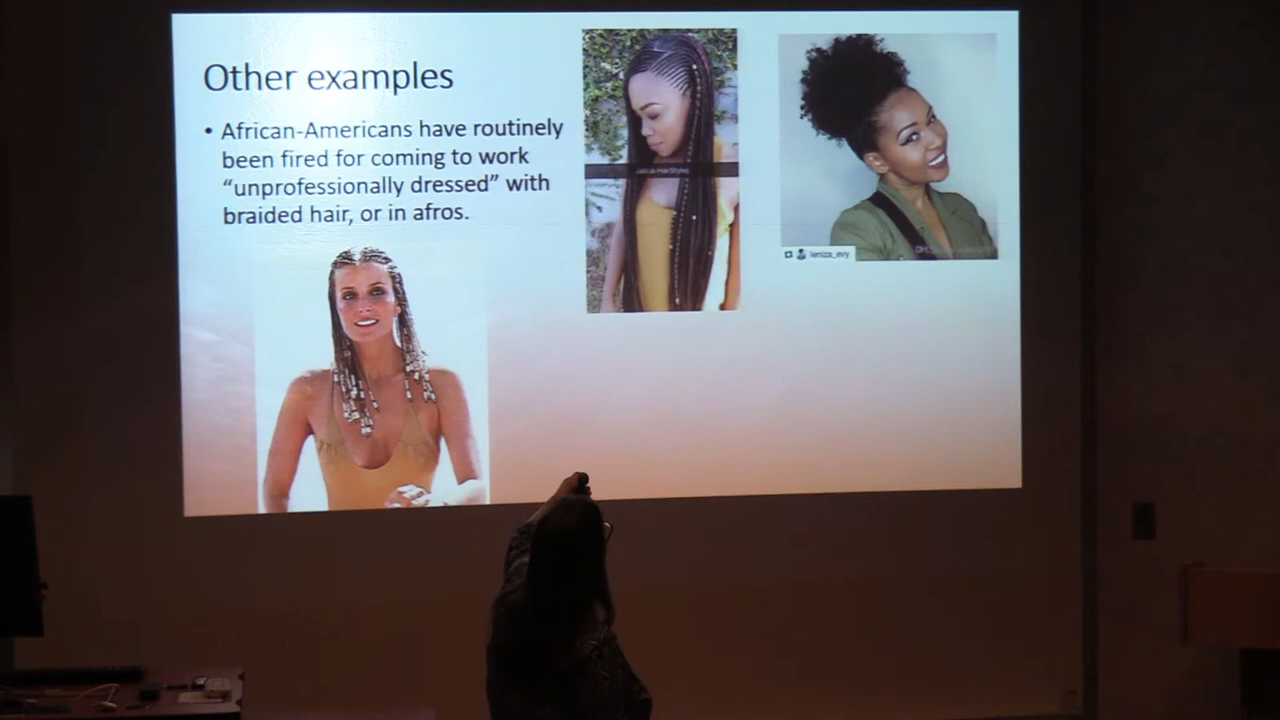 Other examples
• African-Americans have routinely
been fired for coming to work
“unprofessionally dressed” with
braided hair, or in afros.
leniza_evy